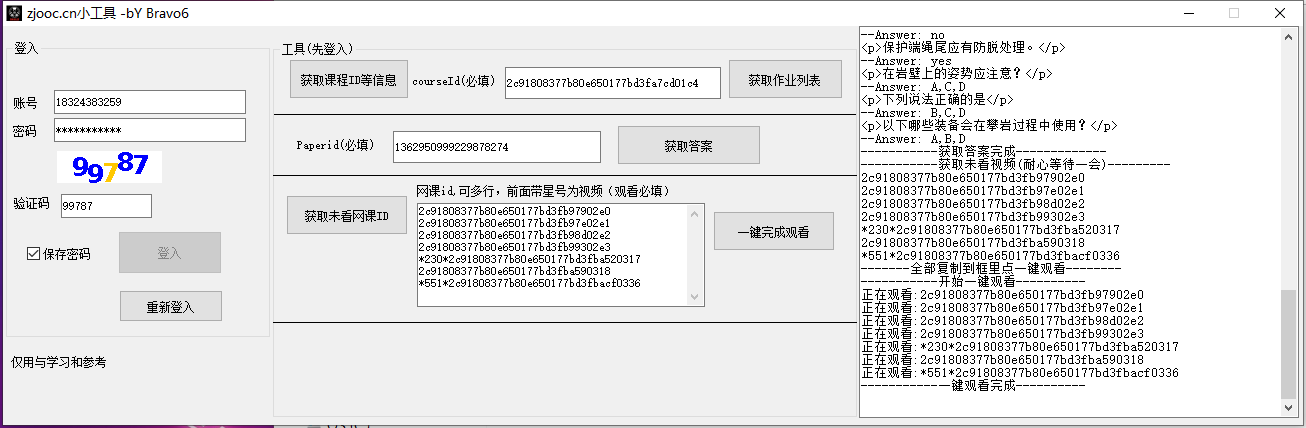 zjooc.cn小工具 -bY Bravo6
登入
账号
18324383259
密码
***********
99787
验证码
99787
保存密码
登入
重新登入
仅用与学习和参考
工具(先登入)
获取课程ID等信息
courseId(必填)
2c91808377b80e650177bd3fa7cd01c4
获取作业列表
Paperid(必填)
1362950999229878274
获取答案
网课id,可多行，前面带星号为视频（观看必填）
获取未看网课ID
2c91808377b80e650177bd3fb97902e0
2c91808377b80e650177bd3fb97e02e1
2c91808377b80e650177bd3fb98d02e2
2c91808377b80e650177bd3fb99302e3
*230*2c91808377b80e650177bd3fba520317
2c91808377b80e650177bd3fba590318
*551*2c91808377b80e650177bd3fbacf0336
一键完成观看
--Answer: no
<p>保护端绳尾应有防脱处理。</p>
--Answer: yes
<p>在岩壁上的姿势应注意？</p>
--Answer: A,C,D
<p>下列说法正确的是</p>
--Answer: B,C,D
<p>以下哪些装备会在攀岩过程中使用？</p>
--Answer: A,B,D
-----------获取答案完成-------------
-----------获取未看视频(耐心等待一会)---------
2c91808377b80e650177bd3fb97902e0
2c91808377b80e650177bd3fb97e02e1
2c91808377b80e650177bd3fb98d02e2
2c91808377b80e650177bd3fb99302e3
*230*2c91808377b80e650177bd3fba520317
2c91808377b80e650177bd3fba590318
*551*2c91808377b80e650177bd3fbacf0336
-------全部复制到框里点一键观看--------
-----------开始一键观看----------
正在观看:2c91808377b80e650177bd3fb97902e0
正在观看:2c91808377b80e650177bd3fb97e02e1
正在观看:2c91808377b80e650177bd3fb98d02e2
正在观看:2c91808377b80e650177bd3fb99302e3
正在观看:*230*2c91808377b80e650177bd3fba520317
正在观看:2c91808377b80e650177bd3fba590318
正在观看:*551*2c91808377b80e650177bd3fbacf0336
------------一键观看完成----------